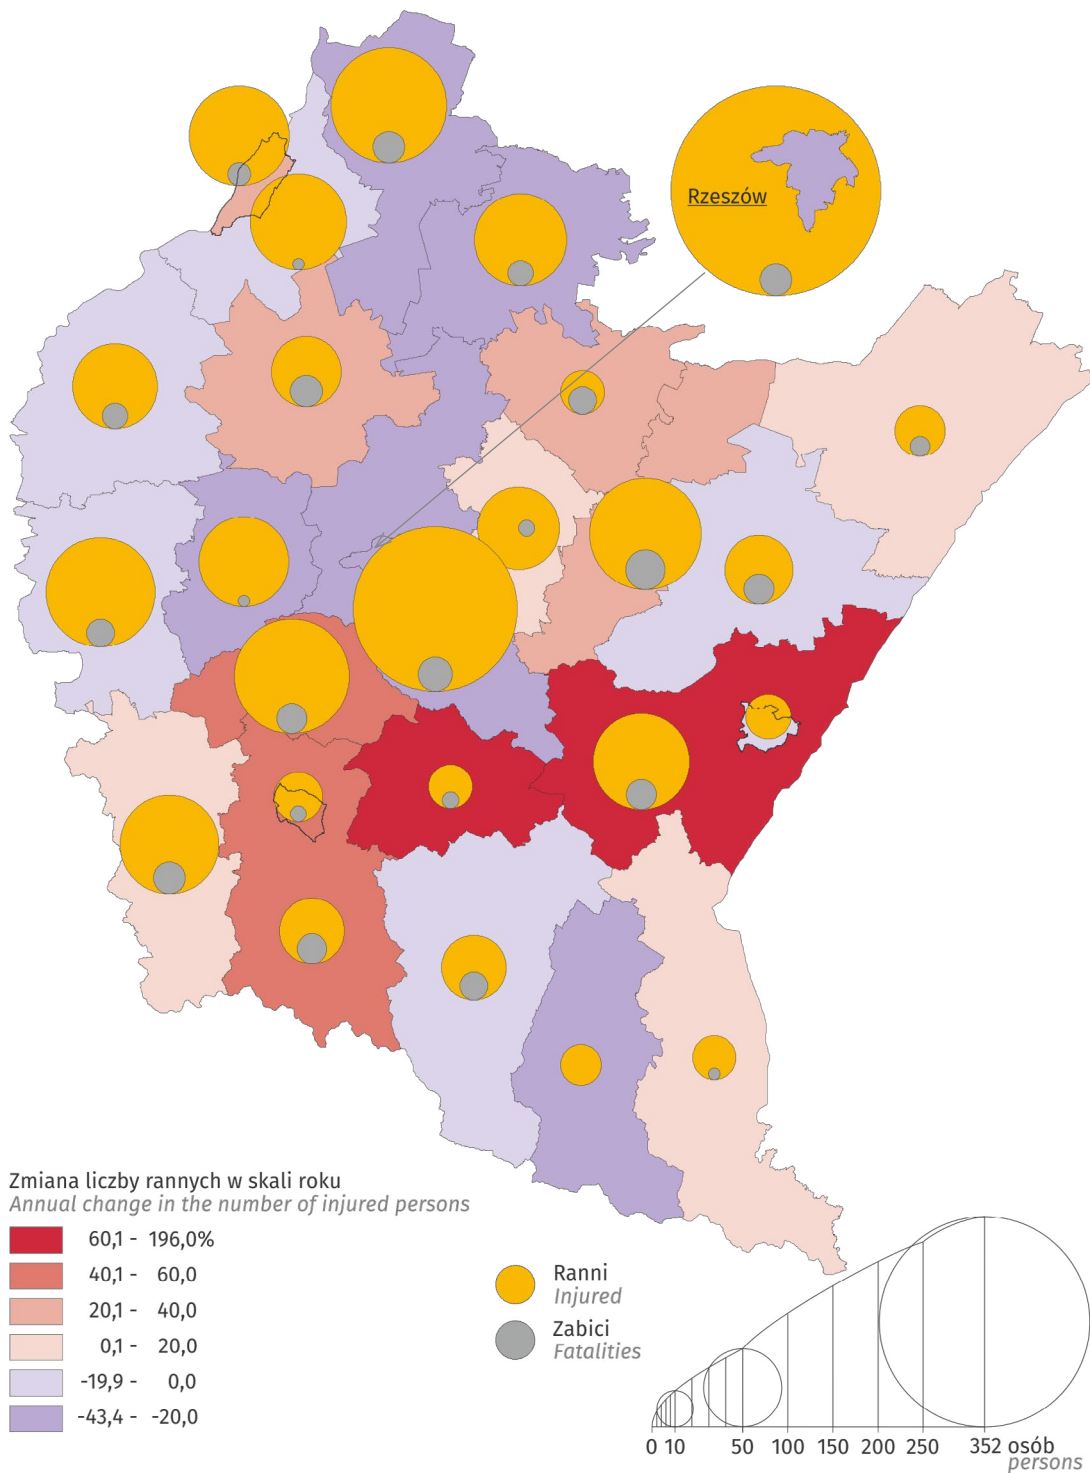 Rzeszów
Zmiana liczby rannych w skali roku
Annual change in the number of injured persons
60,1 - 196,0%
40,1 - 60,0
20,1 - 40,0
0,1 - 20,0
-19,9 - 0,0
-43,4 - -20,0
Ranni
Injured
Zabici
Fatalities
0 10 50 100 150 200 250 352 osób
persons